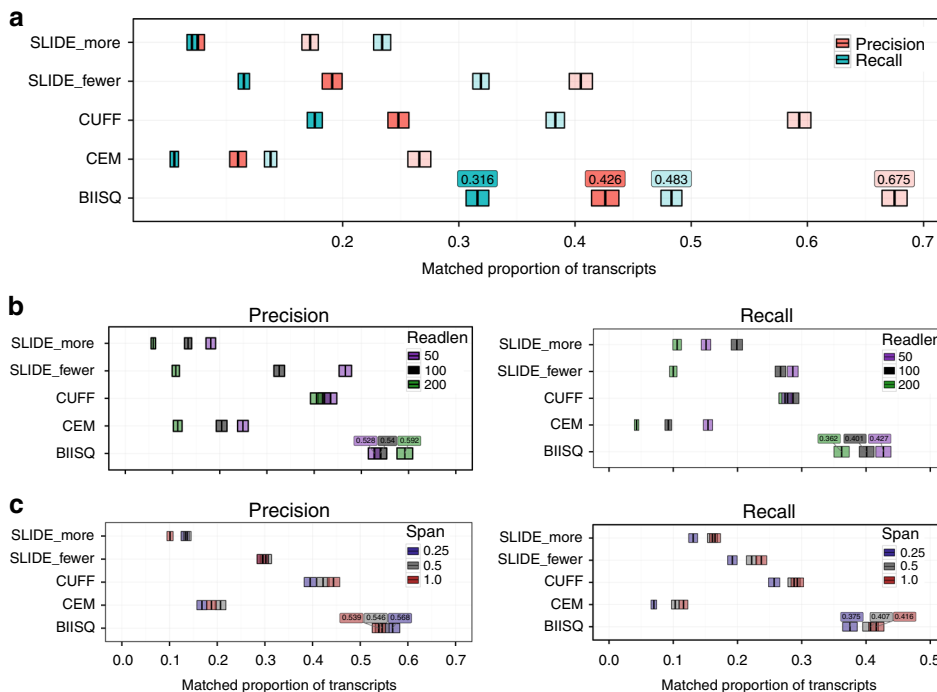 a
SLIDE_more
SLIDE_fewer
CUFF
CEM
BIISQ
Precision
Recall
0.316
0.426
0.483
0.675
0.2
0.3
0.4
0.5
0.6
0.7
Matched proportion of transcripts
b
Precision
SLIDE_more
SLIDE_fewer
CUFF
CEM
BIISQ
Readlen
50
100
200
0.528
0.54
0.592
Recall
SLIDE_more
SLIDE_fewer
CUFF
CEM
BIISQ
Readlen
50
100
200
0.362
0.401
0.427
c
Precision
SLIDE_more
SLIDE_fewer
CUFF
CEM
BIISQ
Span
0.25
0.5
1.0
0.539
0.546
0.568
0.0
0.1
0.2
0.3
0.4
0.5
0.6
0.7
Matched proportion of transcripts
Recall
SLIDE_more
SLIDE_fewer
CUFF
CEM
BIISQ
Span
0.25
0.5
1.0
0.375
0.407
0.416
0.0
0.1
0.2
0.3
0.4
0.5
Matched proportion of transcripts